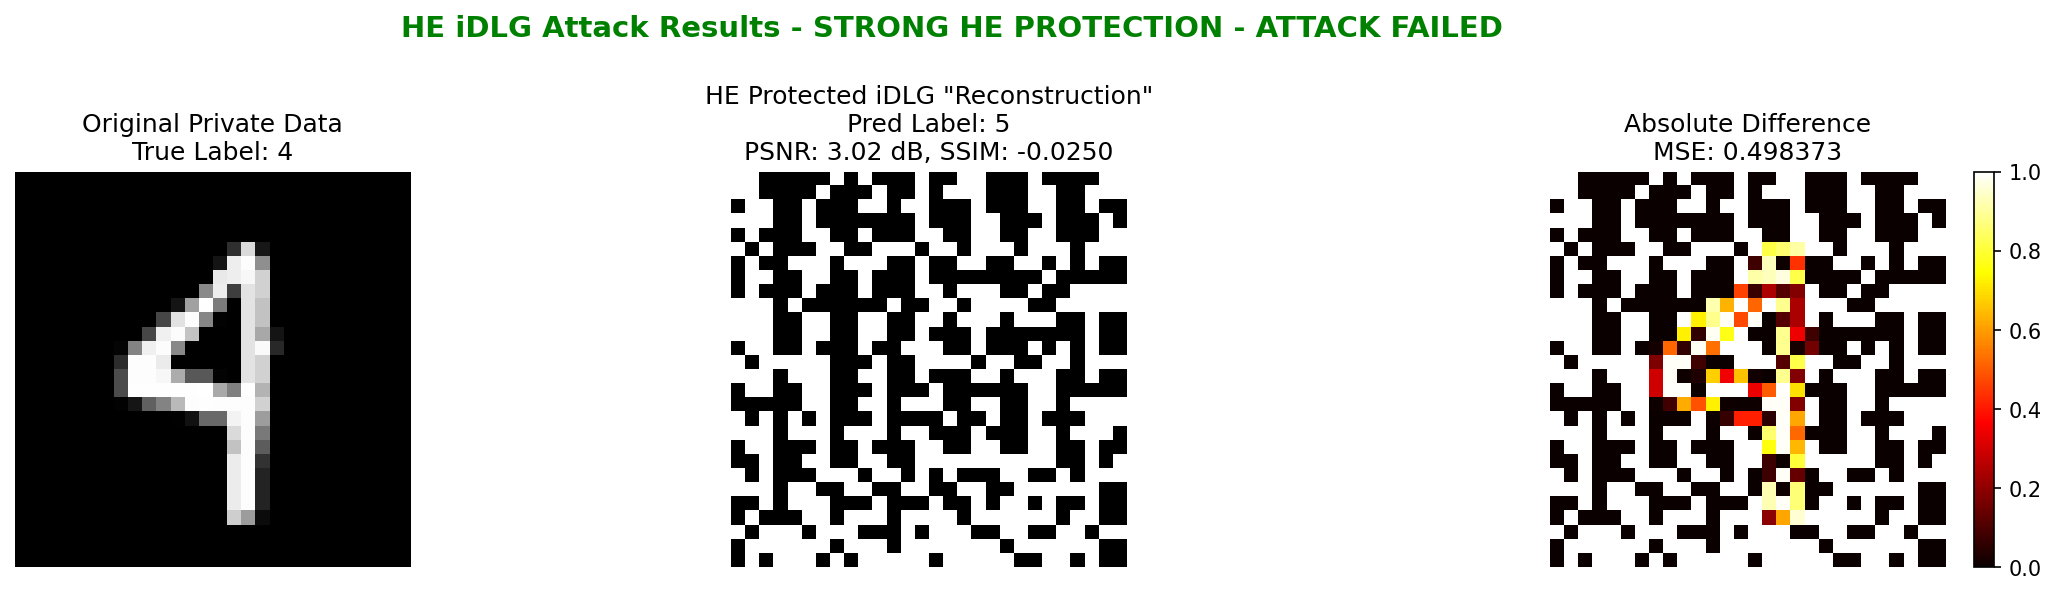 HE iDLG Attack Results - STRONG HE PROTECTION - ATTACK FAILED
Original Private Data
True Label: 4
HE Protected iDLG "Reconstruction"
Pred Label: 5
PSNR: 3.02 dB, SSIM: -0.0250
Absolute Difference
MSE: 0.498373
1.0
0.8
0.6
0.4
0.2
0.0
4